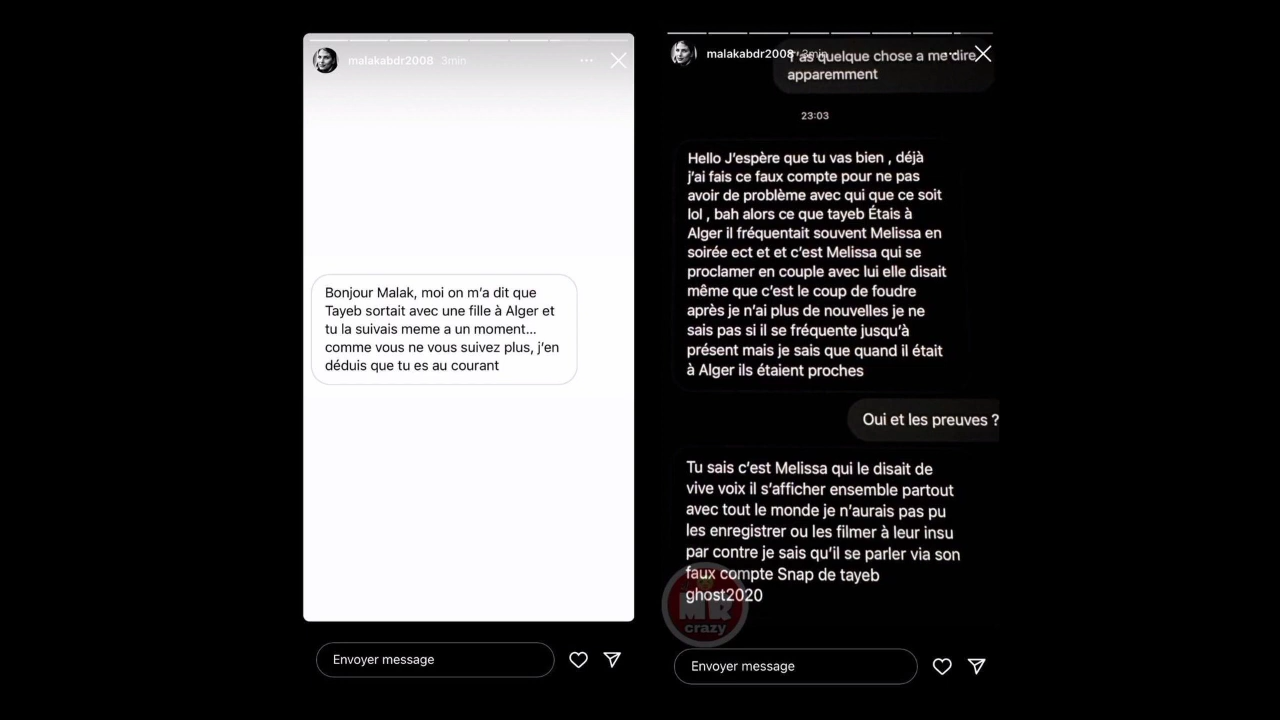 malakabdr2008 3min
Bonjour Malak, moi on m'a dit que
Tayeb sortait avec une fille à Alger et
tu la suivais meme a un moment...
comme vous ne vous suivez plus, j'en
déduis que tu es au courant
Envoyer message
malakabdr2008 3min
T'as quelque chose a me dire
apparemment
23:03
Hello J'espère que tu vas bien , déjà
j'ai fais ce faux compte pour ne pas
avoir de problème avec qui que ce soit
lol , bah alors ce que tayeb Étais à
Alger il fréquentait souvent Melissa en
soirée ect et et c'est Melissa qui se
proclamer en couple avec lui elle disait
même que c'est le coup de foudre
après je n'ai plus de nouvelles je ne
sais pas si il se fréquente jusqu'à
présent mais je sais que quand il était
à Alger ils étaient proches
Oui et les preuves ?
Tu sais c'est Melissa qui le disait de
vive voix il s'afficher ensemble partout
avec tout le monde je n'aurais pas pu
les enregistrer ou les filmer à leur insu
par contre je sais qu'il se parler via son
faux compte Snap de tayeb
ghost2020
MR
crazy
Envoyer message